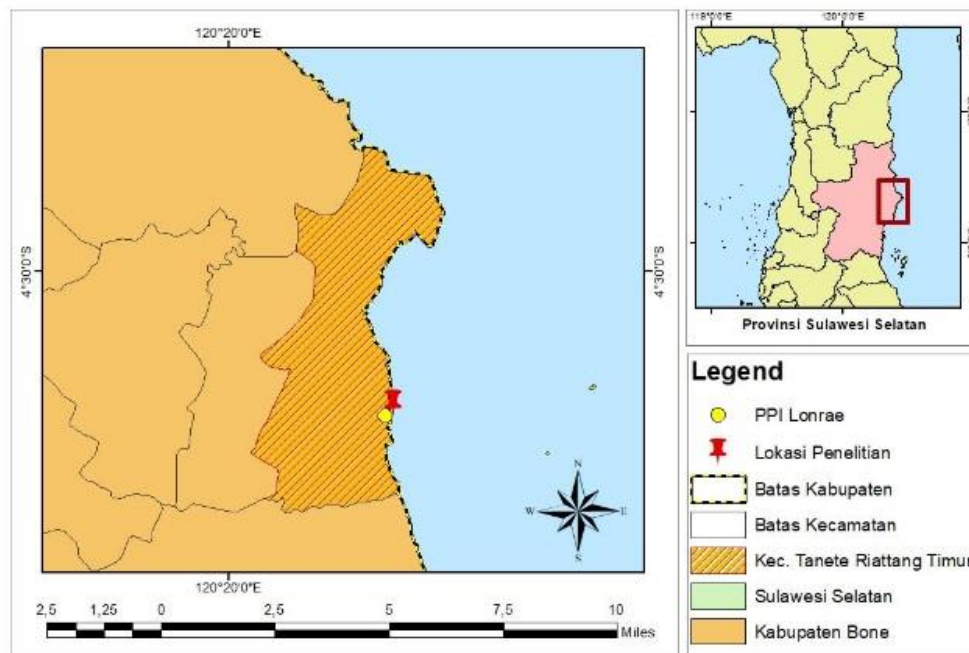 120°20'0"E
4°30'0"S
4°30'0"S
N
W
E
S
120°20'0"E
2,5 1,25 0 2,5 5 7,5 10
Miles
119°0'0"E 120°0'0"E
Provinsi Sulawesi Selatan
Legend
PPI Lonrae
Lokasi Penelitian
Batas Kabupaten
Batas Kecamatan
Kec. Tanete Riattang Timur
Sulawesi Selatan
Kabupaten Bone